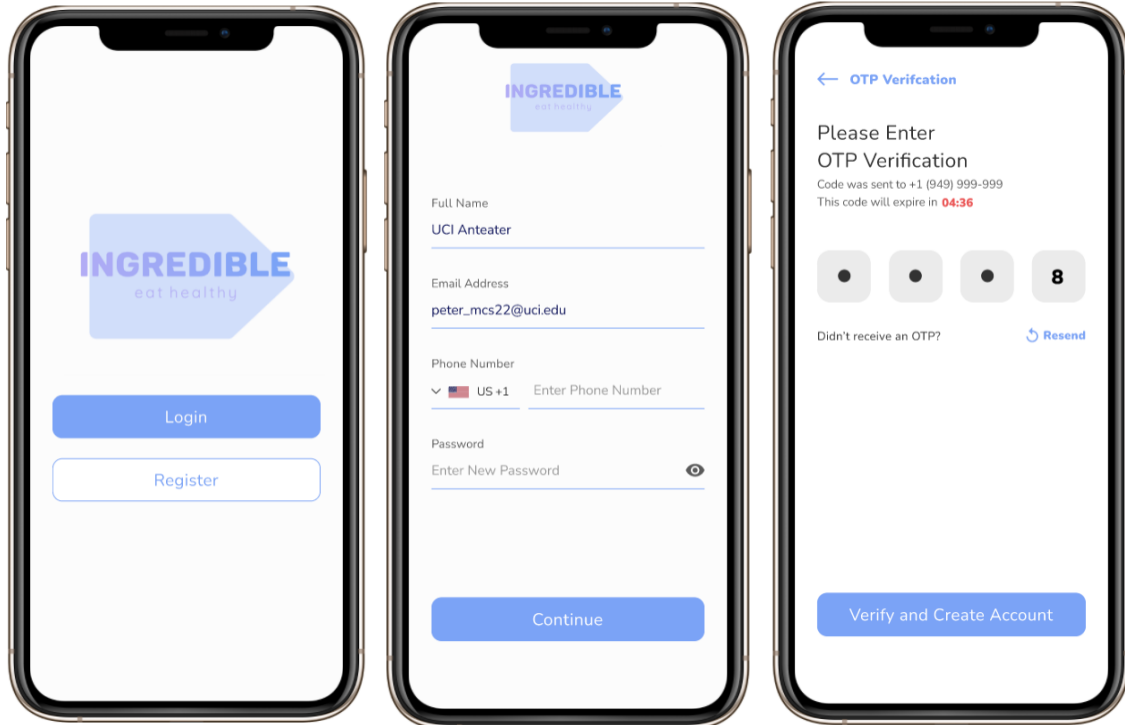 INGREDIBLE
eat healthy
Login
Register
INGREDIBLE
eat healthy
Full Name
UCI Anteater
Email Address
peter_mcs22@uci.edu
Phone Number
US +1 Enter Phone Number
Password
Enter New Password
Continue
OTP Verifcation
Please Enter
OTP Verification
Code was sent to +1 (949) 999-999
This code will expire in 04:36
8
Didn't receive an OTP? Resend
Verify and Create Account